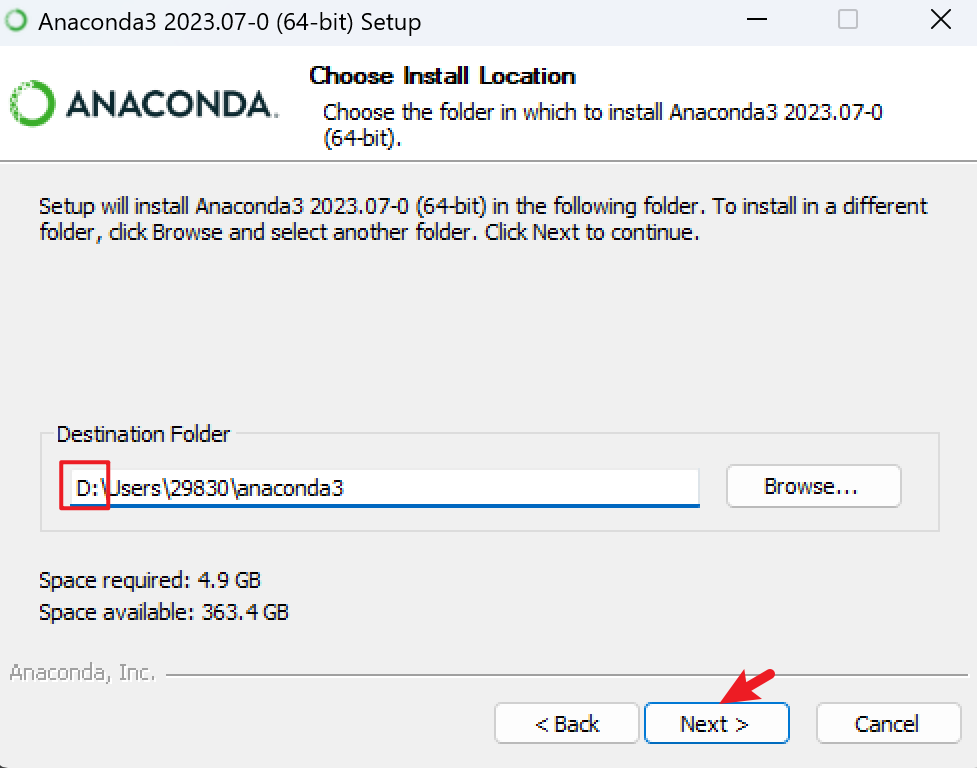 Anaconda3 2023.07-0 (64-bit) Setup
ANACONDA.
Choose Install Location
Choose the folder in which to install Anaconda3 2023.07-0
(64-bit).
Setup will install Anaconda3 2023.07-0 (64-bit) in the following folder. To install in a different
folder, click Browse and select another folder. Click Next to continue.
Destination Folder
D:\Users\29830\anaconda3
Browse...
Space required: 4.9 GB
Space available: 363.4 GB
Anaconda, Inc.
< Back
Next >
Cancel